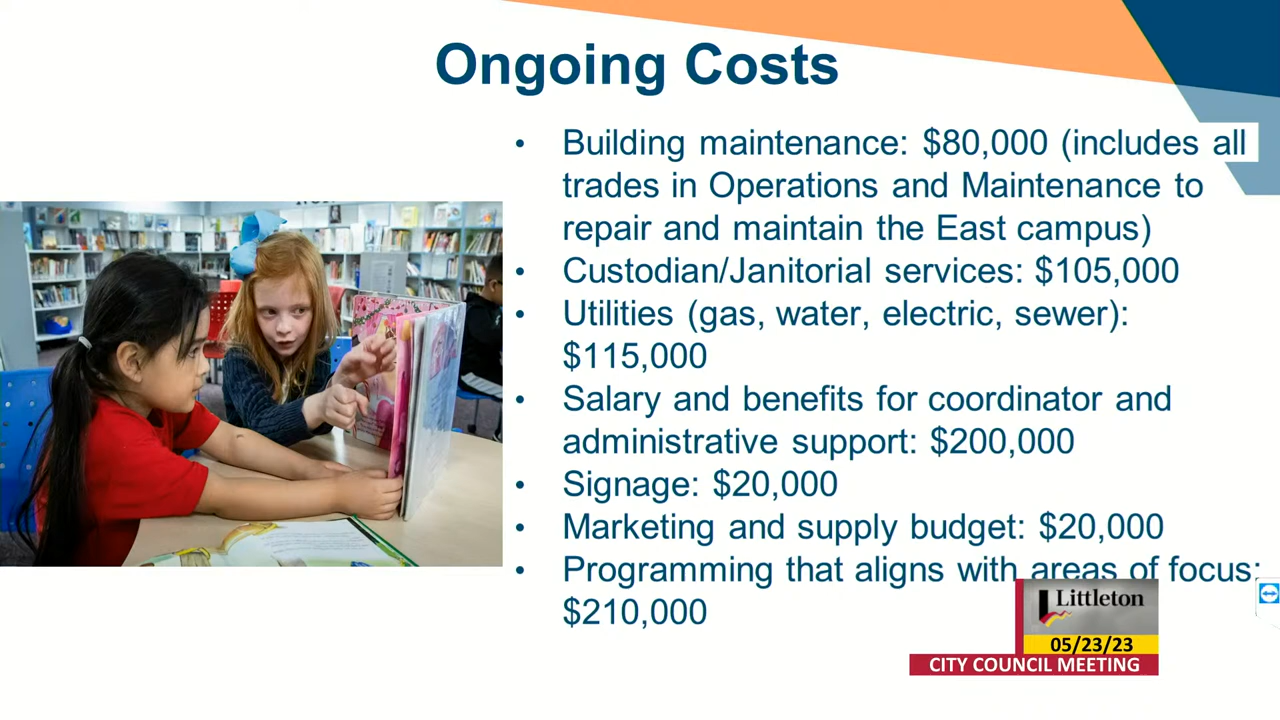 Ongoing Costs
• Building maintenance: $80,000 (includes all
trades in Operations and Maintenance to
repair and maintain the East campus)
• Custodian/Janitorial services: $105,000
• Utilities (gas, water, electric, sewer):
$115,000
• Salary and benefits for coordinator and
administrative support: $200,000
• Signage: $20,000
• Marketing and supply budget: $20,000
• Programming that aligns with areas of focus:
$210,000
Littleton
05/23/23
CITY COUNCIL MEETING